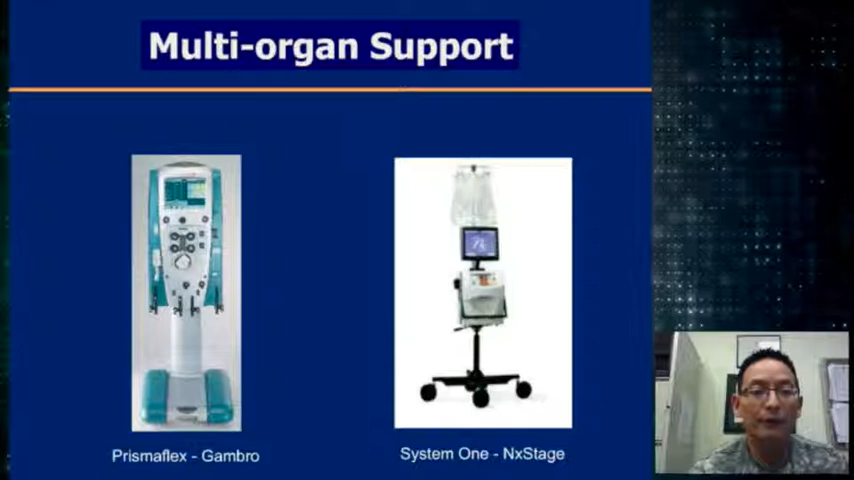 Multi-organ Support
Prismaflex - Gambro
System One - NxStage